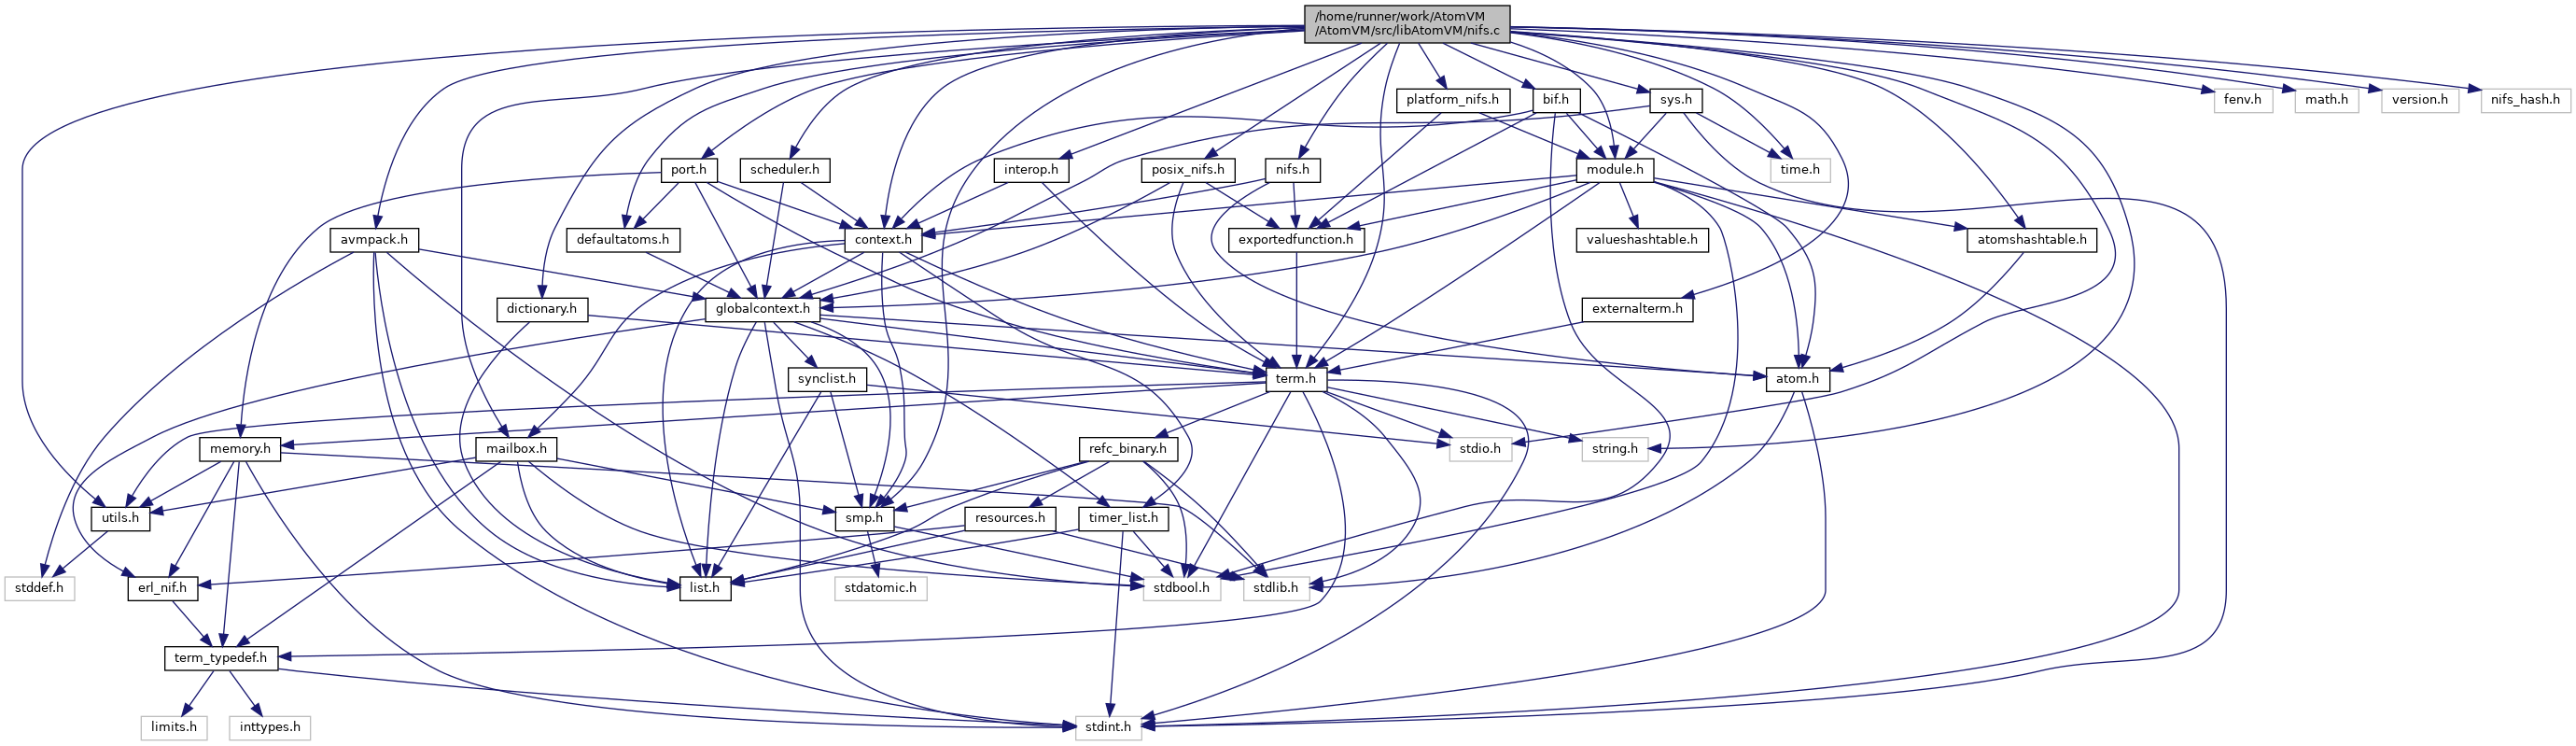 /home/runner/work/AtomVM
/AtomVM/src/libAtomVM/nifs.c
platform_nifs.h
bif.h
sys.h
fenv.h
math.h
version.h
nifs_hash.h
port.h
scheduler.h
interop.h
posix_nifs.h
nifs.h
module.h
time.h
avmpack.h
defaultatoms.h
context.h
exportedfunction.h
valueshashtable.h
atomshashtable.h
dictionary.h
globalcontext.h
externalterm.h
synclist.h
term.h
atom.h
memory.h
mailbox.h
refc_binary.h
stdio.h
string.h
utils.h
smp.h
resources.h
timer_list.h
stddef.h
erl_nif.h
list.h
stdatomic.h
stdbool.h
stdlib.h
term_typedef.h
limits.h
inttypes.h
stdint.h